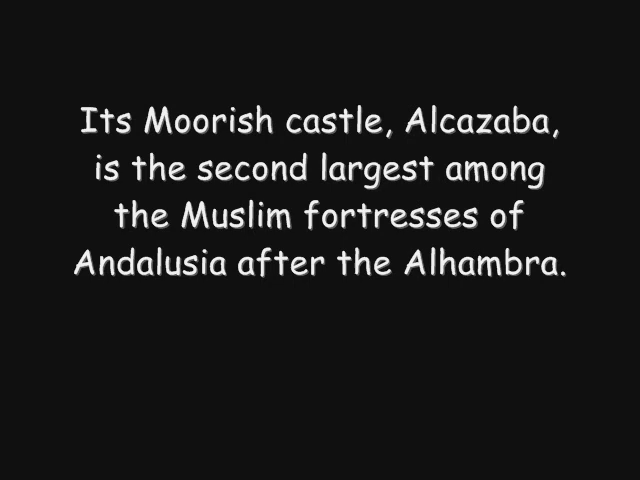 Its Moorish castle, Alcazaba,
is the second largest among
the Muslim fortresses of
Andalusia after the Alhambra.